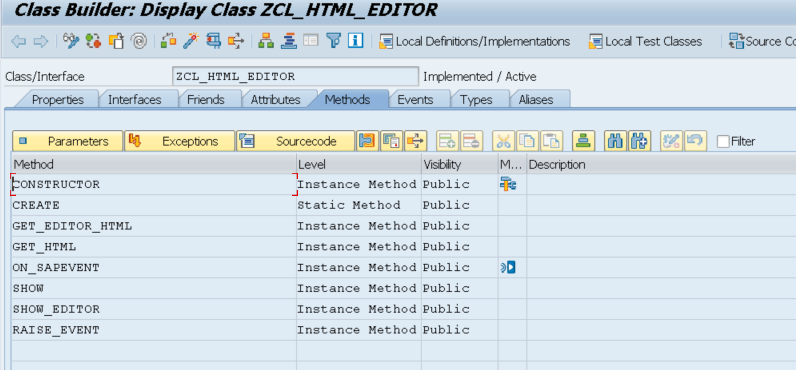 Class Builder: Display Class ZCL_HTML_EDITOR
Local Definitions/Implementations Local Test Classes Source Co
Class/Interface ZCL_HTML_EDITOR Implemented / Active
Properties Interfaces Friends Attributes Methods Events Types Aliases
Parameters Exceptions Sourcecode Filter
Method Level Visibility M... Description
CONSTRUCTOR Instance Method Public
CREATE Static Method Public
GET_EDITOR_HTML Instance Method Public
GET_HTML Instance Method Public
ON_SAPEVENT Instance Method Public
SHOW Instance Method Public
SHOW_EDITOR Instance Method Public
RAISE_EVENT Instance Method Public